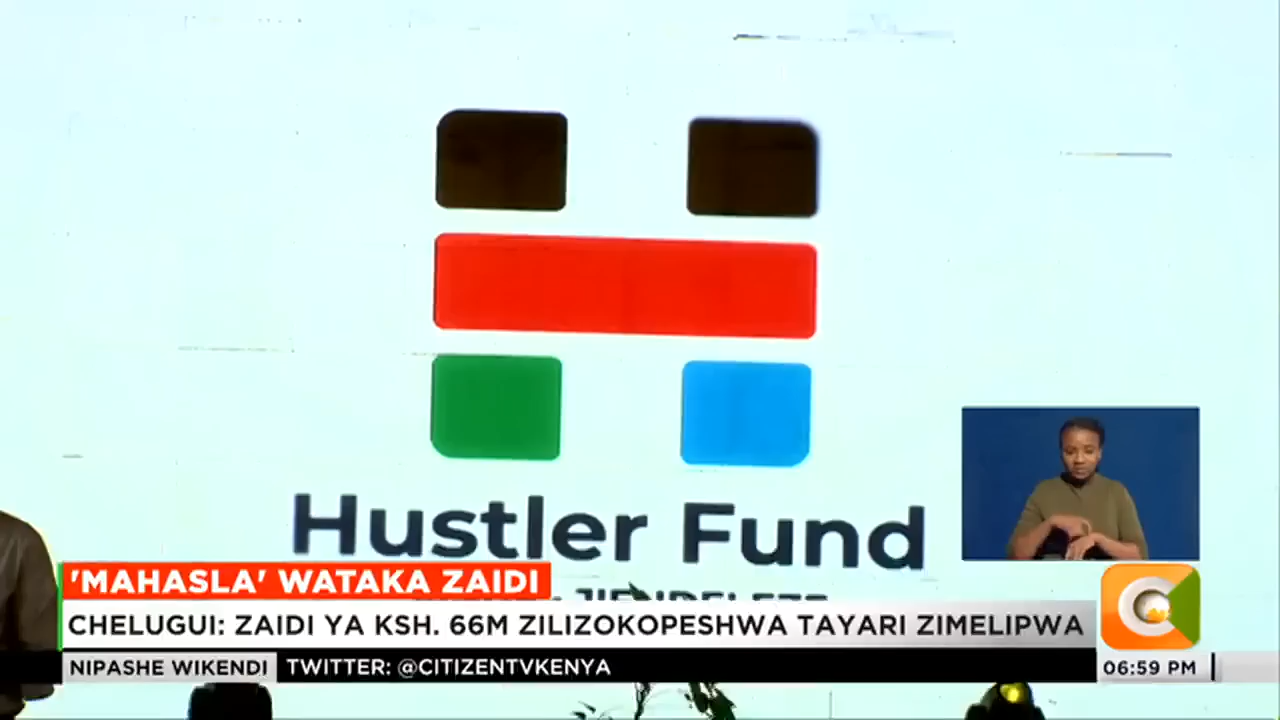 Hustler Fund
JIENDELEZE
'MAHASLA' WATAKA ZAIDI
CHELUGUI: ZAIDI YA KSH. 66M ZILIZOKOPESHWA TAYARI ZIMELIPWA
NIPASHE WIKENDI
TWITTER: @CITIZENTVKENYA
06:59 PM